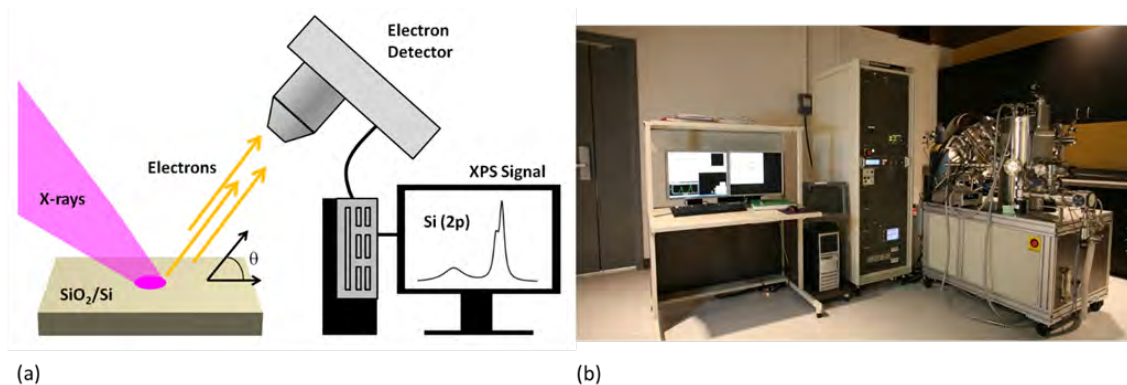 Electron
Detector
Electrons
XPS Signal
X-rays
Si (2p)
θ
SiO₂/Si
(a)
(b)